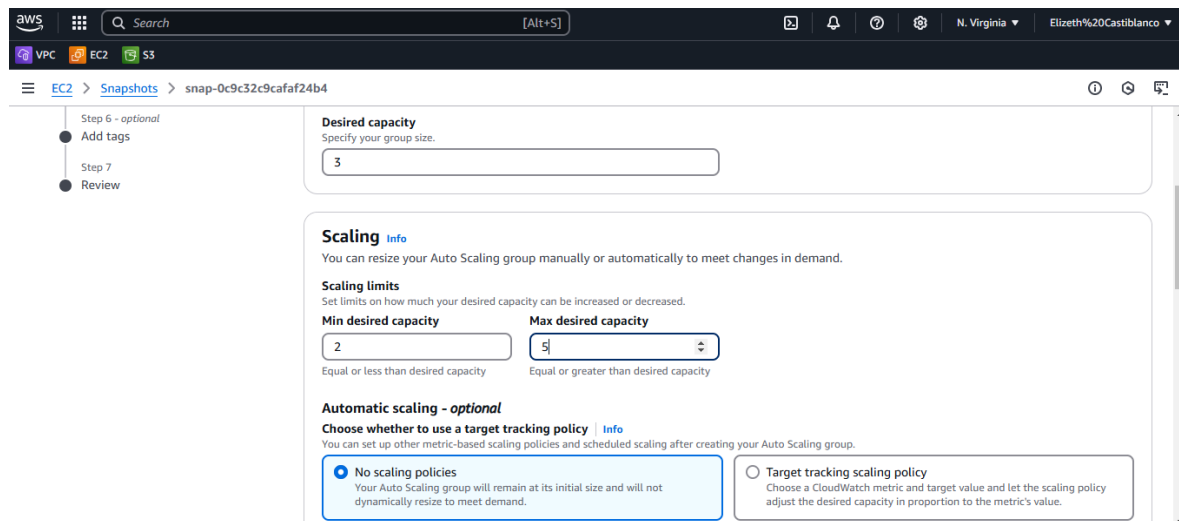 aws
Search [Alt+S] N. Virginia ▼ Elizeth%20Castiblanco ▼
VPC EC2 S3
EC2 > Snapshots > snap-0c9c32c9cafaf24b4
Step 6 - optional
Add tags
Step 7
Review
Desired capacity
Specify your group size.
3
Scaling Info
You can resize your Auto Scaling group manually or automatically to meet changes in demand.
Scaling limits
Set limits on how much your desired capacity can be increased or decreased.
Min desired capacity Max desired capacity
2 5
Equal or less than desired capacity Equal or greater than desired capacity
Automatic scaling - optional
Choose whether to use a target tracking policy Info
You can set up other metric-based scaling policies and scheduled scaling after creating your Auto Scaling group.
No scaling policies
Your Auto Scaling group will remain at its initial size and will not
dynamically resize to meet demand.
Target tracking scaling policy
Choose a CloudWatch metric and target value and let the scaling policy
adjust the desired capacity in proportion to the metric's value.